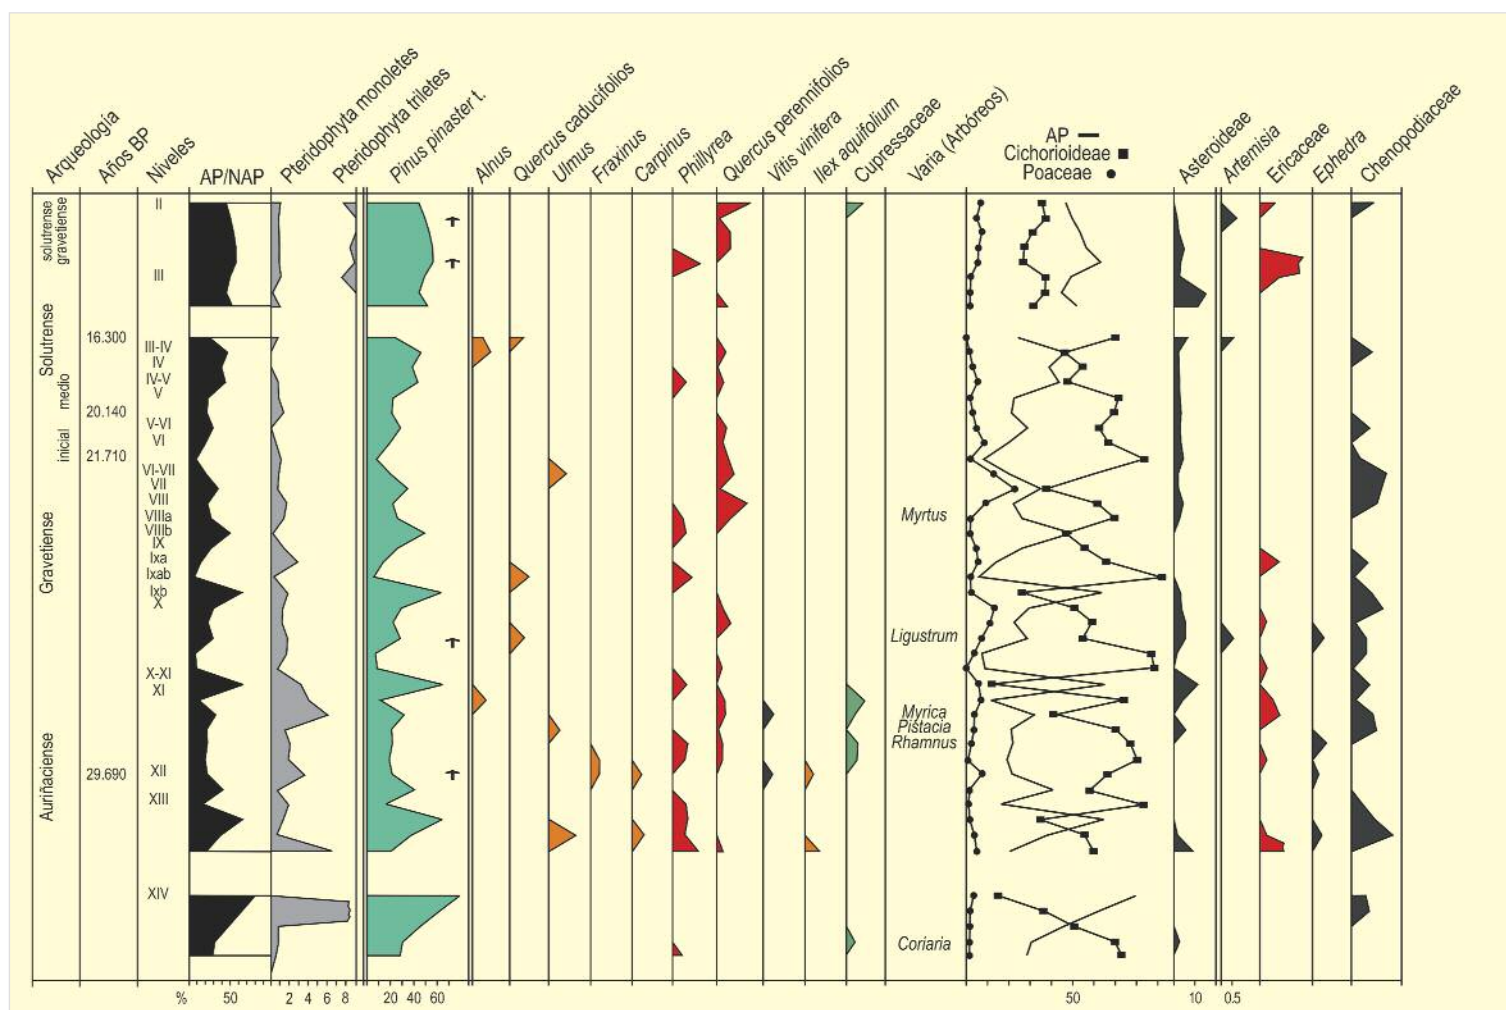 Arqueología
Años BP
Niveles
AP/NAP
Pteridophyta monoletes
Pteridophyta triletes
Pinus pinaster t.
Alnus
Quercus caducifolios
Ulmus
Fraxinus
Carpinus
Phillyrea
Quercus perennifolios
Vitis vinifera
Ilex aquifolium
Cupressaceae
Varia (Arbóreos)
AP
Cichorioideae
Poaceae
Asteroideae
Artemisia
Ericaceae
Ephedra
Chenopodiaceae
solutrense
gravetiense
Solutrense
medio
inicial
Gravetiense
Auriñaciense
16.300
20.140
21.710
29.690
II
III
III-IV
IV
IV-V
V
V-VI
VI
VI-VII
VII
VIII
VIIIa
VIIIb
IX
Ixa
Ixab
Ixb
X
X-XI
XI
XII
XIII
XIV
Myrtus
Ligustrum
Myrica
Pistacia
Rhamnus
Coriaria
% 50 2 4 6 8 20 40 60 50 10 0.5